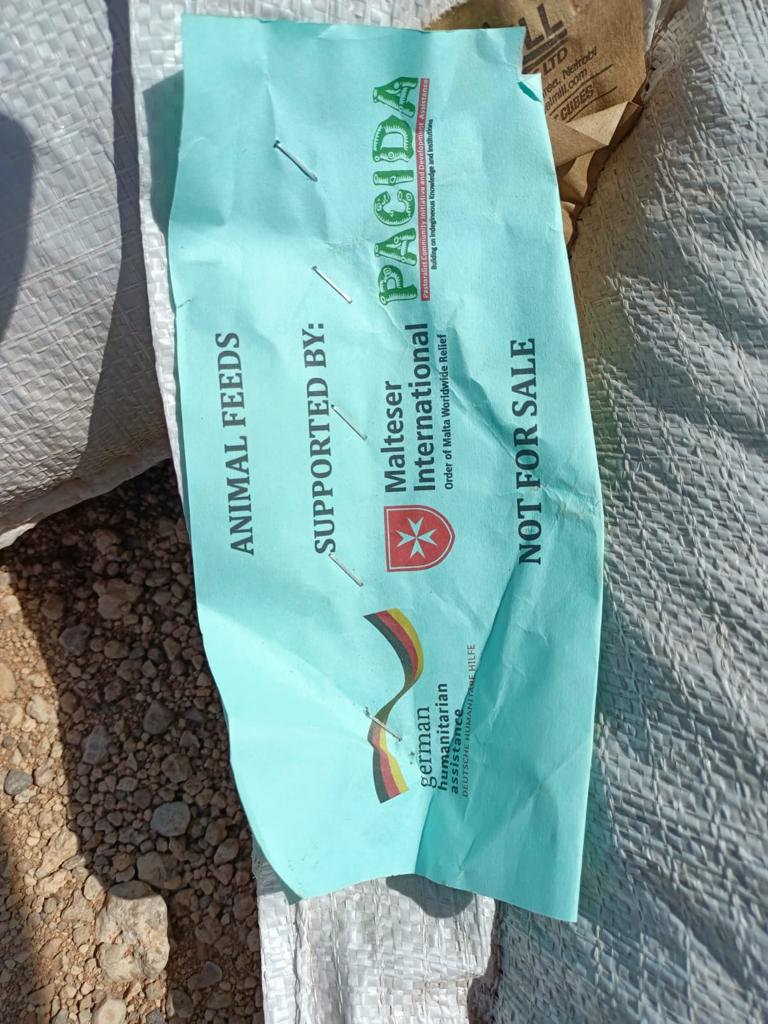 ANIMAL FEEDS
SUPPORTED BY:
german
humanitarian
assistance
DEUTSCHE HUMANITÄRE HILFE
Malteser
International
Order of Malta Worldwide Relief
PACIDA
Pastoralist Community Initiative and Development Assistance
Building on Indigenous Knowledge and Institutions
NOT FOR SALE
LTD
Nairobi
CUBES